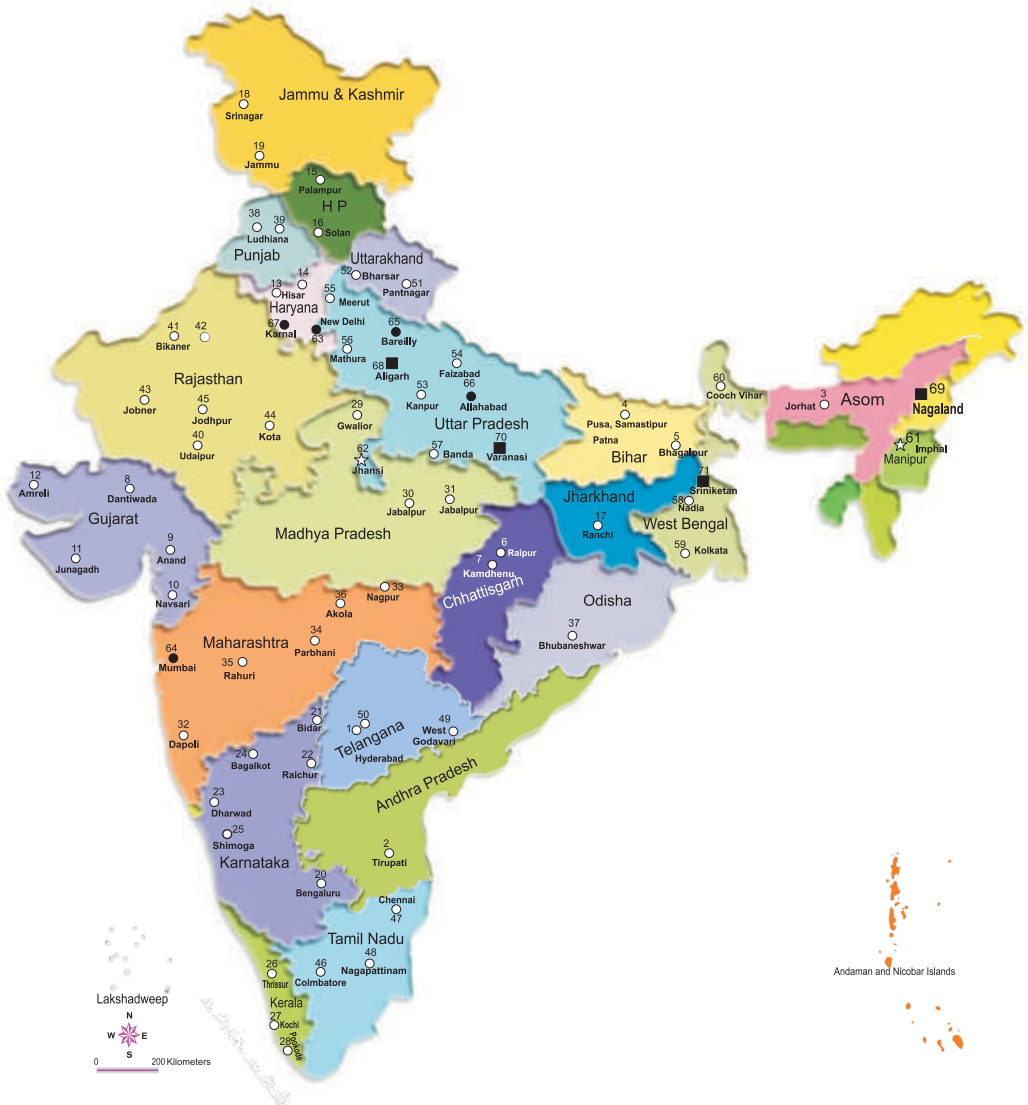 18
Srinagar
Jammu & Kashmir
19
Jammu
15
Palampur
H P
16
Solan
38
39
Ludhiana
Punjab
Uttarakhand
52
Bharsar
51
Pantnagar
14
13
Hisar
Haryana
55
Meerut
67
Karnal
New Delhi
63
65
Bareilly
56
Mathura
68
Aligarh
54
Faizabad
53
Kanpur
66
Allahabad
Uttar Pradesh
57
Banda
70
Varanasi
41
42
Bikaner
Rajasthan
43
Jobner
45
Jodhpur
44
Kota
40
Udaipur
29
Gwalior
62
Jhansi
60
Cooch Vihar
3
Jorhat
Asom
69
Nagaland
61
Imphal
Manipur
4
Pusa, Samastipur
Patna
5
Bhagalpur
Bihar
71
Sriniketan
58
Nadia
West Bengal
59
Kolkata
Jharkhand
17
Ranchi
12
Amreli
8
Dantiwada
Gujarat
11
Junagadh
9
Anand
10
Navsari
30
Jabalpur
31
Jabalpur
Madhya Pradesh
6
Raipur
7
Kamdhenu
Chhattisgarh
Odisha
37
Bhubaneshwar
33
Nagpur
36
Akola
34
Parbhani
Maharashtra
35
Rahuri
64
Mumbai
32
Dapoli
21
Bidar
1
50
Telangana
Hyderabad
49
West
Godavari
24
Bagalkot
22
Raichur
23
Dharwad
25
Shimoga
Karnataka
20
Bengaluru
Andhra Pradesh
2
Tirupati
Chennai
47
Tamil Nadu
48
Nagapattinam
46
Coimbatore
26
Thrissur
Kerala
27
Kochi
28
Pookode
Lakshadweep
N
W
E
S
0
200 Kilometers
Andaman and Nicobar Islands